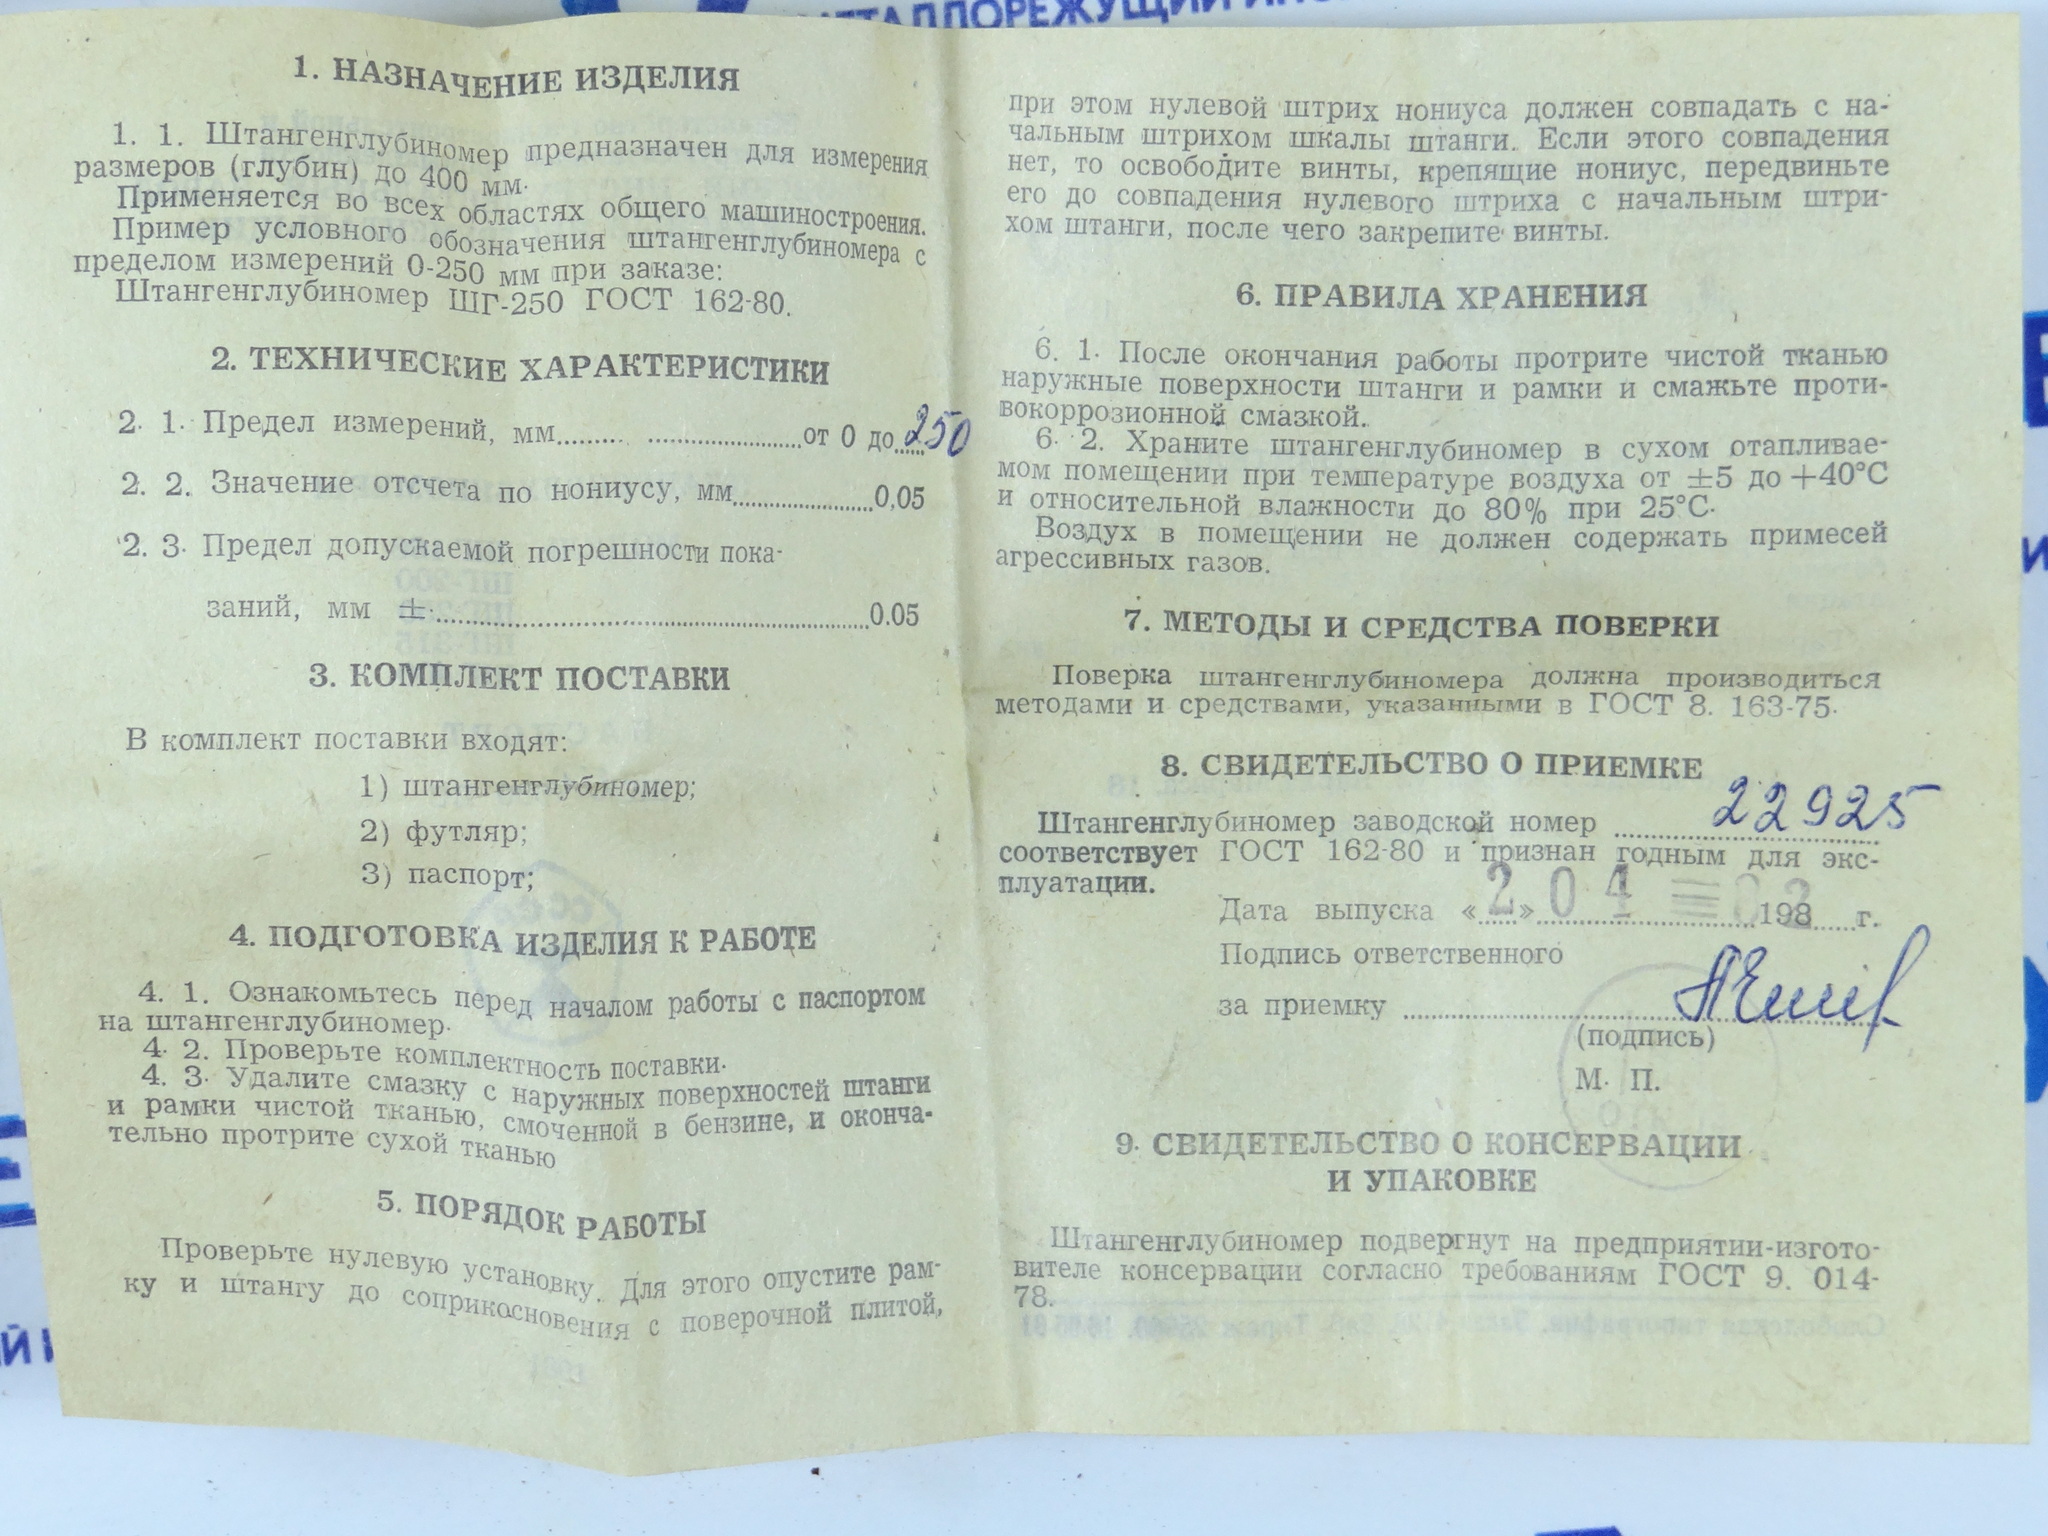 МЕТАЛЛОРЕЖУЩИЙ
1. НАЗНАЧЕНИЕ ИЗДЕЛИЯ
1. 1. Штангенглубиномер предназначен для измерения
размеров (глубин) до 400 мм.
Применяется во всех областях общего машиностроения.
Пример условного обозначения штангенглубиномера с
пределом измерений 0-250 мм при заказе:
Штангенглубиномер ШГ-250 ГОСТ 162-80.
2. ТЕХНИЧЕСКИЕ ХАРАКТЕРИСТИКИ
2. 1. Предел измерений, мм......... .......................от 0 до 250
2. 2. Значение отсчета по нониусу, мм.....................0,05
2. 3. Предел допускаемой погрешности пока-
заний, мм ±..............................................................0.05
3. КОМПЛЕКТ ПОСТАВКИ
В комплект поставки входят:
1) штангенглубиномер;
2) футляр;
3) паспорт;
4. ПОДГОТОВКА ИЗДЕЛИЯ К РАБОТЕ
4. 1. Ознакомьтесь перед началом работы с паспортом
на штангенглубиномер.
4. 2. Проверьте комплектность поставки.
4. 3. Удалите смазку с наружных поверхностей штанги
и рамки чистой тканью, смоченной в бензине, и оконча-
тельно протрите сухой тканью
5. ПОРЯДОК РАБОТЫ
Проверьте нулевую установку. Для этого опустите рам-
ку и штангу до соприкосновения с поверочной плитой,
при этом нулевой штрих нониуса должен совпадать с на-
чальным штрихом шкалы штанги. Если этого совпадения
нет, то освободите винты, крепящие нониус, передвиньте
его до совпадения нулевого штриха с начальным штри-
хом штанги, после чего закрепите винты.
6. ПРАВИЛА ХРАНЕНИЯ
6. 1. После окончания работы протрите чистой тканью
наружные поверхности штанги и рамки и смажьте проти-
вокоррозионной смазкой.
6. 2. Храните штангенглубиномер в сухом отапливае-
мом помещении при температуре воздуха от ±5 до +40°С
и относительной влажности до 80% при 25°С.
Воздух в помещении не должен содержать примесей
агрессивных газов.
7. МЕТОДЫ И СРЕДСТВА ПОВЕРКИ
Поверка штангенглубиномера должна производиться
методами и средствами, указанными в ГОСТ 8. 163-75.
8. СВИДЕТЕЛЬСТВО О ПРИЕМКЕ
Штангенглубиномер заводской номер 22925
соответствует ГОСТ 162-80 и признан годным для экс-
плуатации.
Дата выпуска «2» 04 1983 г.
Подпись ответственного
за приемку
(подпись)
М. П.
9. СВИДЕТЕЛЬСТВО О КОНСЕРВАЦИИ
И УПАКОВКЕ
Штангенглубиномер подвергнут на предприятии-изгото-
вителе консервации согласно требованиям ГОСТ 9. 014-
78.